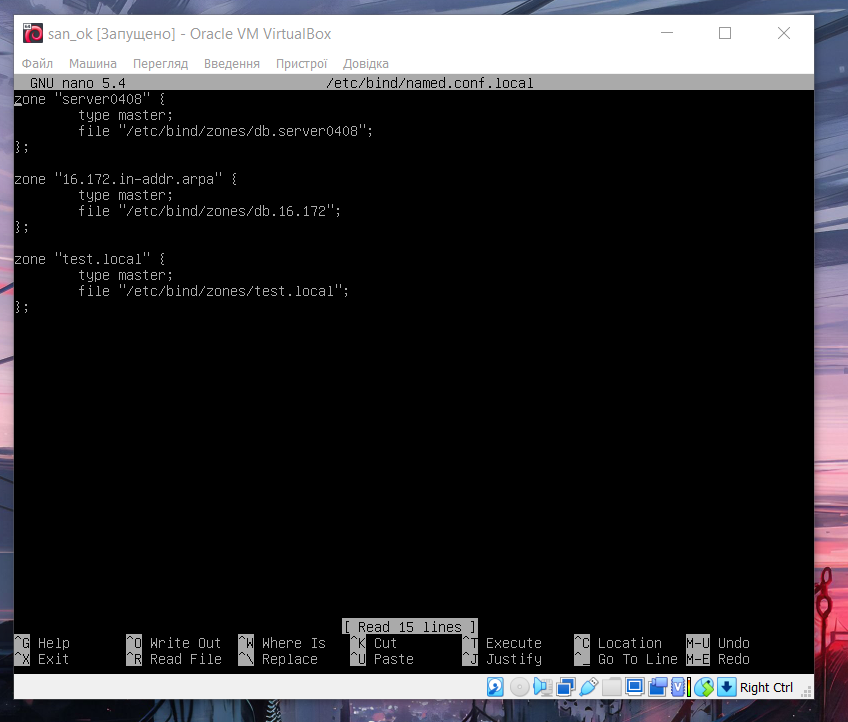 san_ok [Запущено] - Oracle VM VirtualBox
Файл Машина Перегляд Введення Пристрої Довідка
GNU nano 5.4 /etc/bind/named.conf.local
zone "server0408" {
        type master;
        file "/etc/bind/zones/db.server0408";
};
zone "16.172.in-addr.arpa" {
        type master;
        file "/etc/bind/zones/db.16.172";
};
zone "test.local" {
        type master;
        file "/etc/bind/zones/test.local";
};
[ Read 15 lines ]
^G Help ^O Write Out ^W Where Is ^K Cut ^T Execute ^C Location M-U Undo
^X Exit ^R Read File ^\ Replace ^U Paste ^J Justify ^_ Go To Line M-E Redo
Right Ctrl